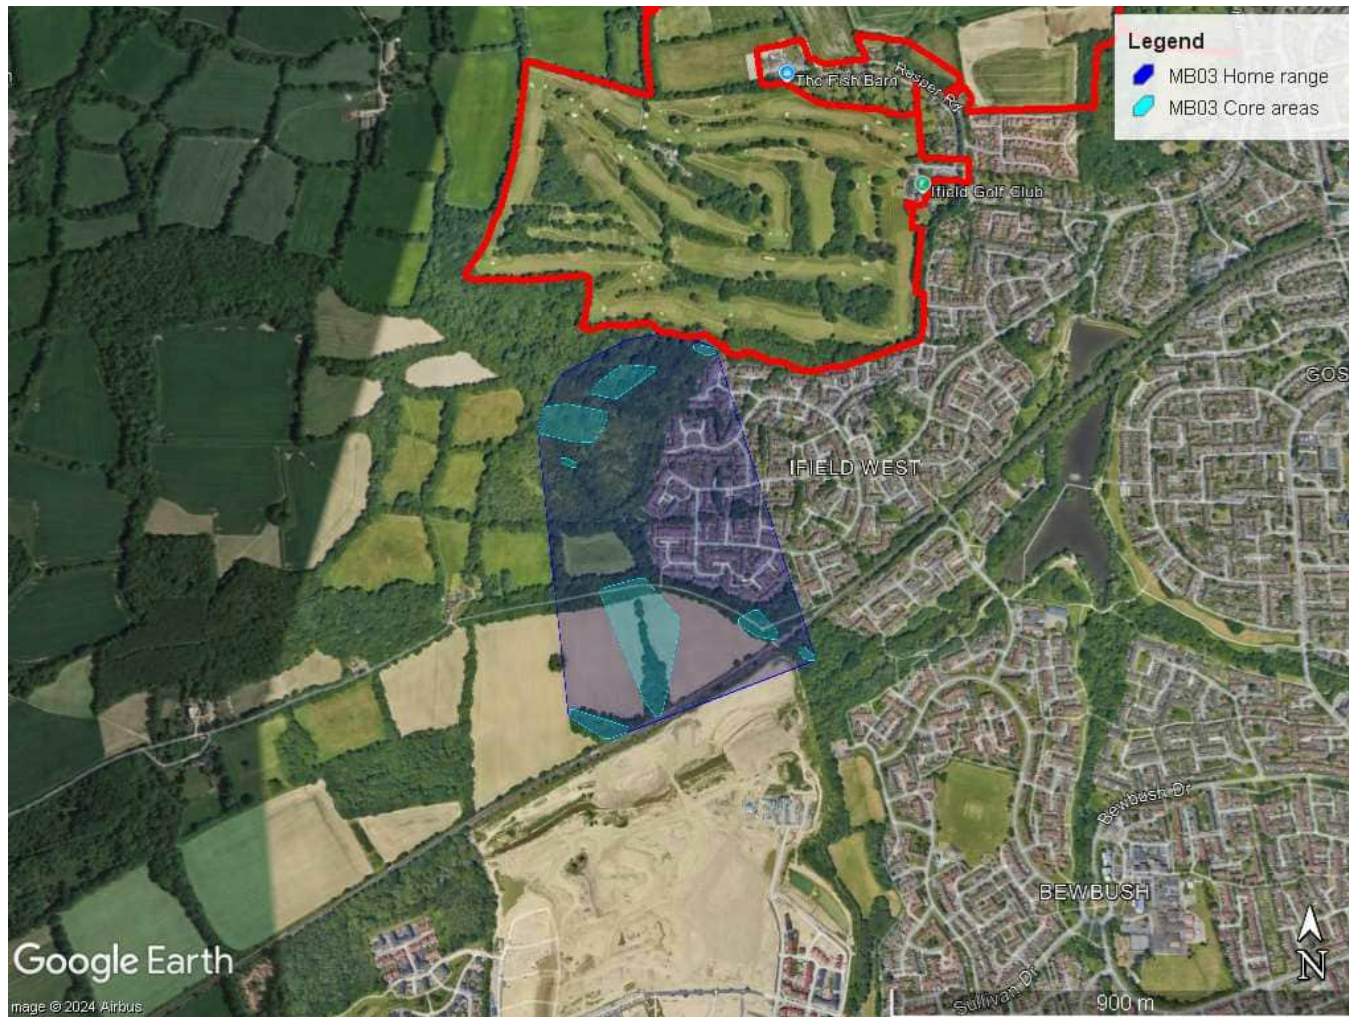 Legend
MB03 Home range
MB03 Core areas
The Fish Barn
Rusper Rd
Ifield Golf Club
GOS
IFIELD WEST
Bewbush Dr
BEWBUSH
Google Earth
N
Sullivan Dr
900 m
mage © 2024 Airbus